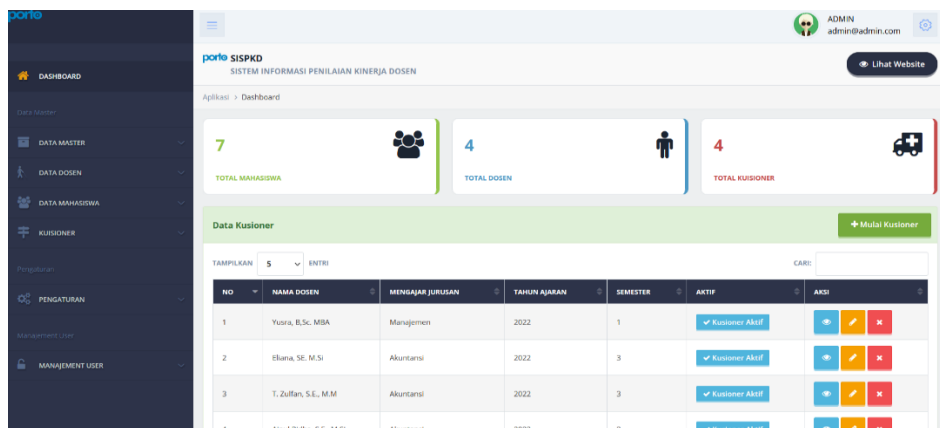 porto
ADMIN
admin@admin.com
porto SISPKD
SISTEM INFORMASI PENILAIAN KINERJA DOSEN
Lihat Website
DASHBOARD
Aplikasi > Dashboard
Data Master
DATA MASTER
DATA DOSEN
DATA MAHASISWA
KUISIONER
Pengaturan
PENGATURAN
Management User
MANAJEMENT USER
7
TOTAL MAHASISWA
4
TOTAL DOSEN
4
TOTAL KUISIONER
Data Kusioner
+ Mulai Kusioner
TAMPILKAN 5 ENTRI
CARI:
NO NAMA DOSEN MENGAJAR JURUSAN TAHUN AJARAN SEMESTER AKTIF AKSI
1 Yusra, B,Sc. MBA Manajemen 2022 1 Kusioner Aktif
2 Eliana, SE, M.Si Akuntansi 2022 3 Kusioner Aktif
3 T. Zulfan, S.E., M.M Akuntansi 2022 3 Kusioner Aktif